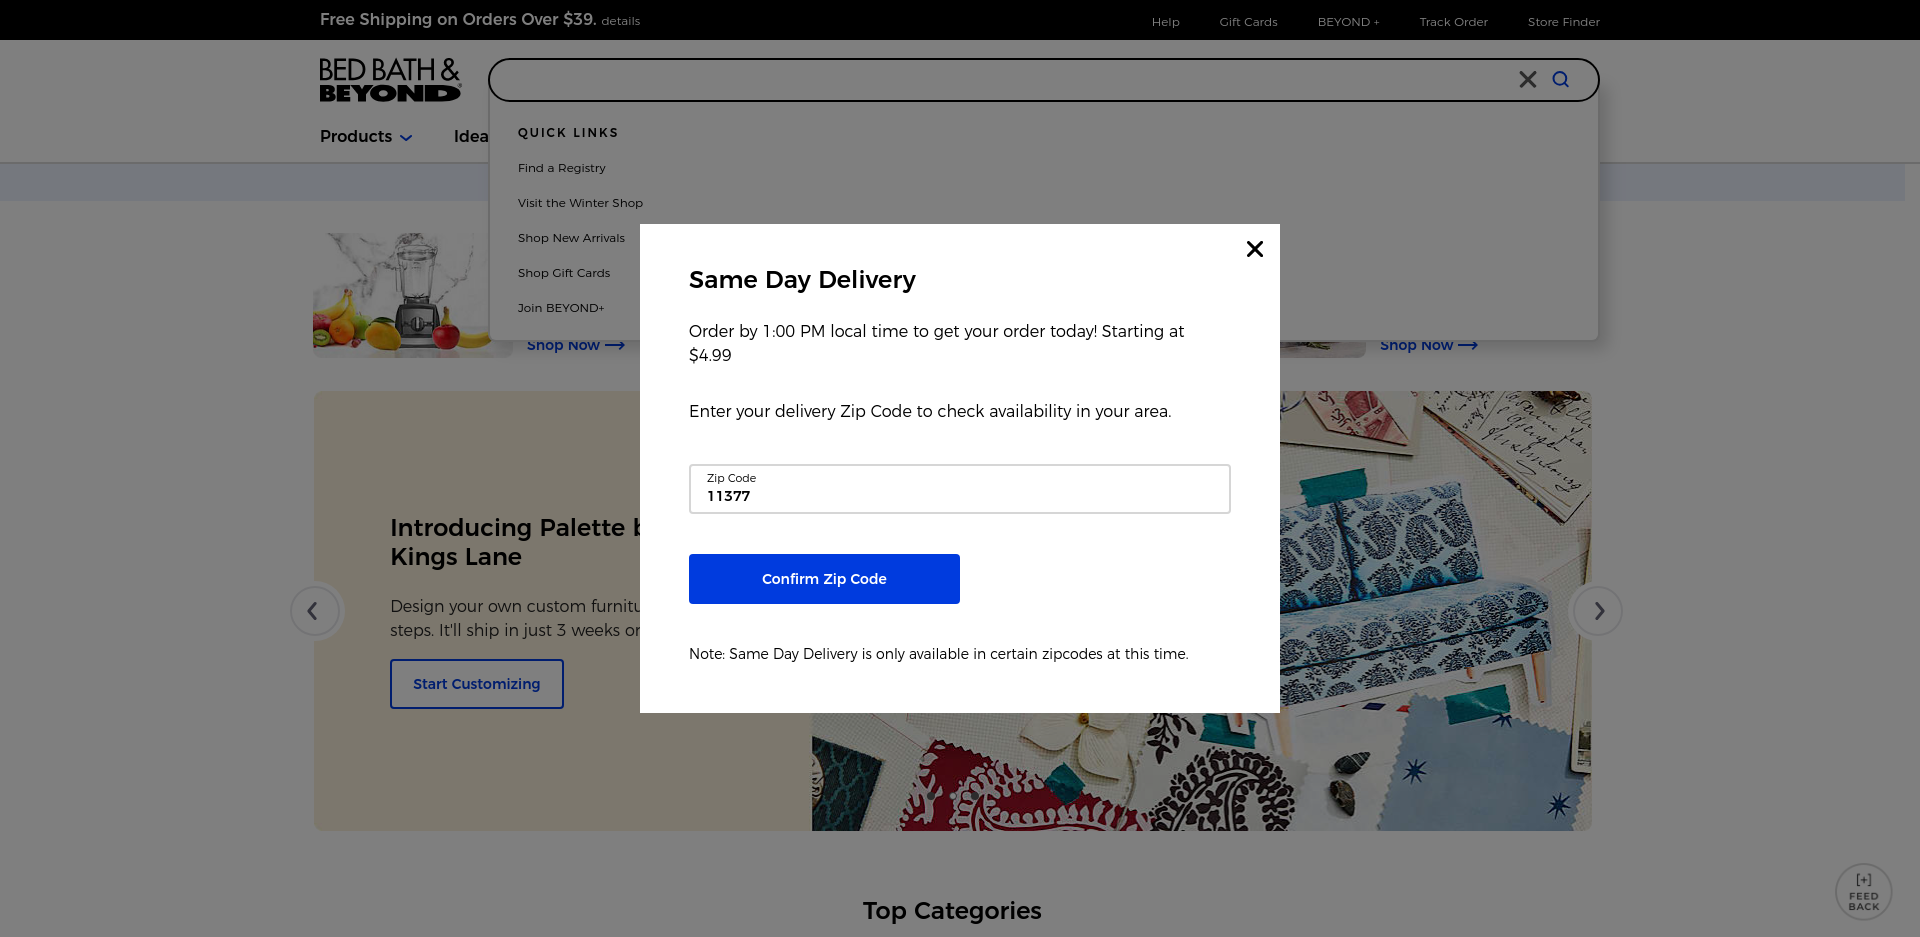 Free Shipping on Orders Over $39. details
Help Gift Cards BEYOND + Track Order Store Finder
BED BATH &
BEYOND
Products
Idea
QUICK LINKS
Find a Registry
Visit the Winter Shop
Shop New Arrivals
Shop Gift Cards
Join BEYOND+
Shop Now
Shop Now
Same Day Delivery
Order by 1:00 PM local time to get your order today! Starting at
$4.99
Enter your delivery Zip Code to check availability in your area.
Zip Code
11377
Confirm Zip Code
Note: Same Day Delivery is only available in certain zipcodes at this time.
Introducing Palette
Kings Lane
Design your own custom furnitu
steps. It'll ship in just 3 weeks or
Start Customizing
Top Categories
[+]
FEED
BACK